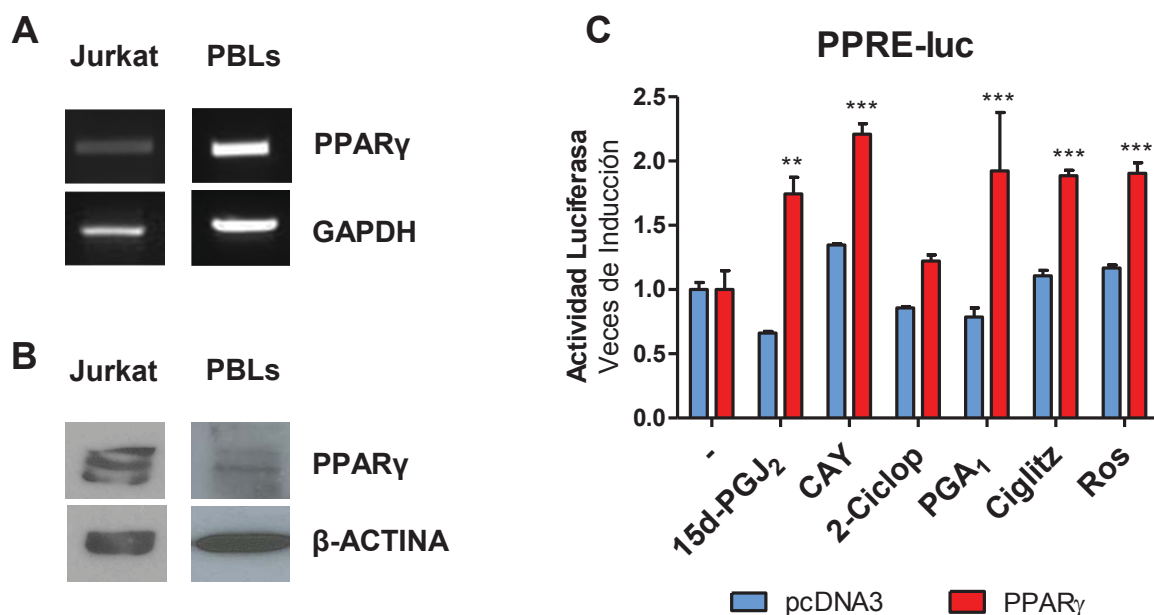 A
Jurkat PBLs
PPARγ
GAPDH
B
Jurkat PBLs
PPARγ
β-ACTINA
C
PPRE-luc
Actividad Luciferasa
Veces de Inducción
2.5
2.0
1.5
1.0
0.5
0.0
** *** *** *** ***
-
15d-PGJ2
CAY
2-Ciclop
PGA1
Ciglitz
Ros
pcDNA3 PPARγ